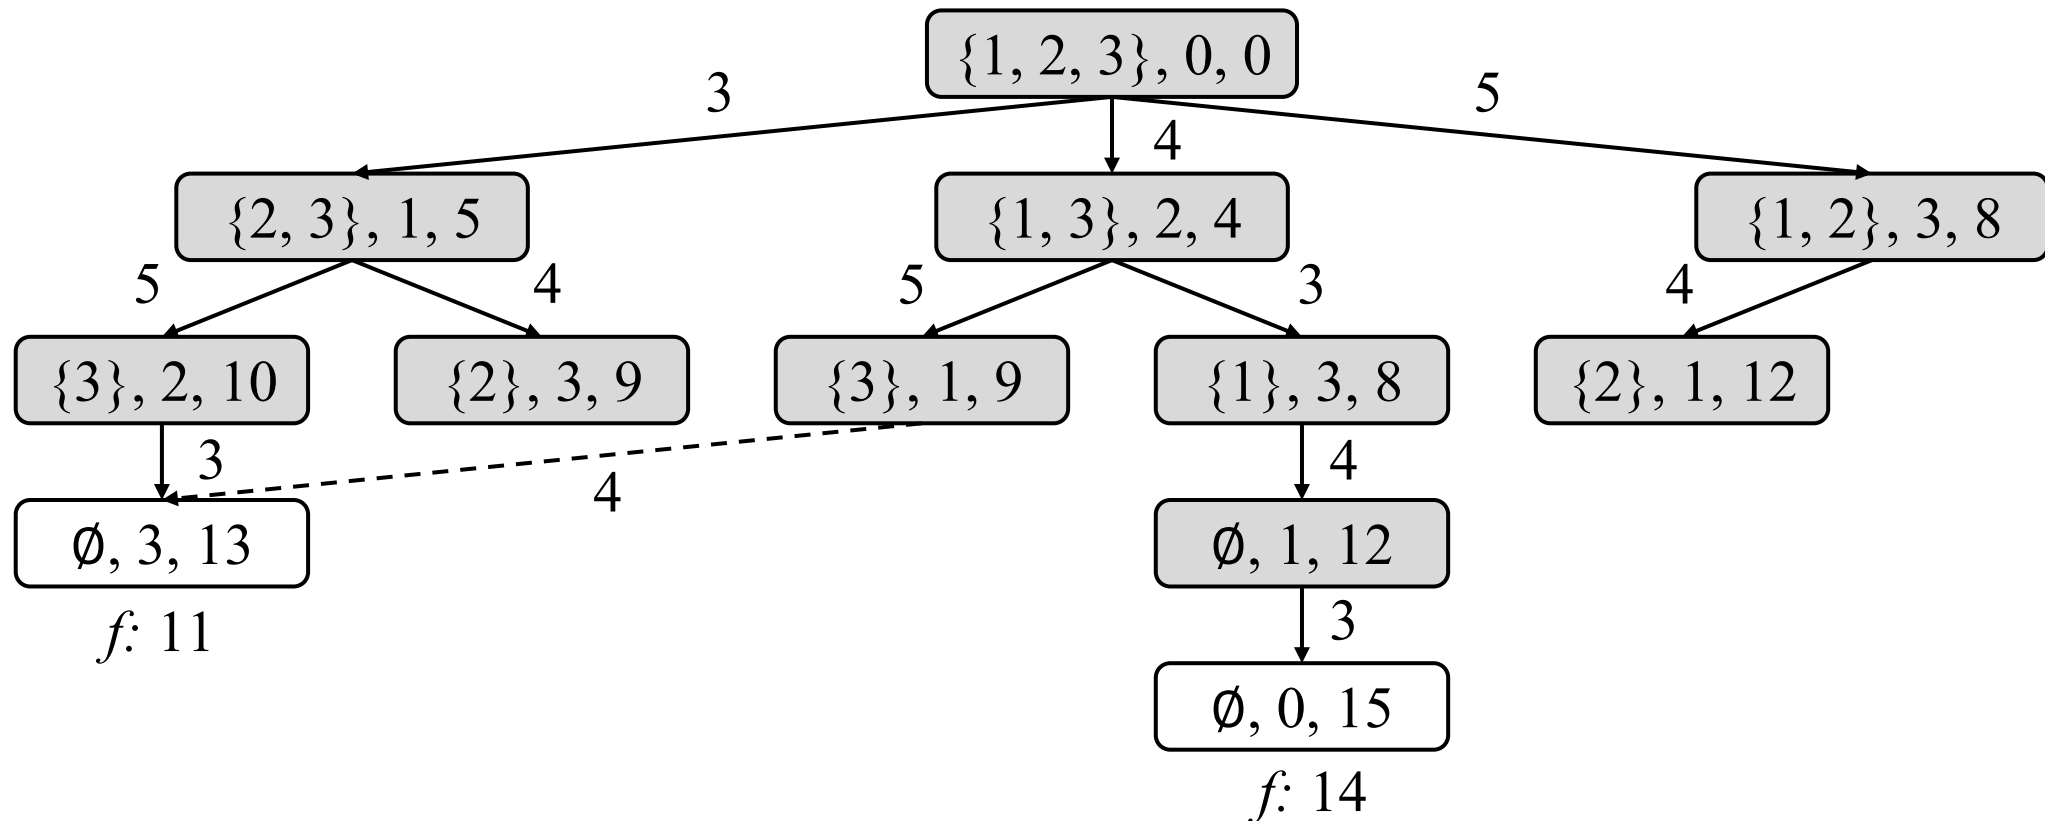 {1, 2, 3}, 0, 0
3
4
5
{2, 3}, 1, 5
{1, 3}, 2, 4
{1, 2}, 3, 8
5
4
5
3
4
{3}, 2, 10
{2}, 3, 9
{3}, 1, 9
{1}, 3, 8
{2}, 1, 12
3
4
4
∅, 3, 13
∅, 1, 12
f: 11
3
∅, 0, 15
f: 14